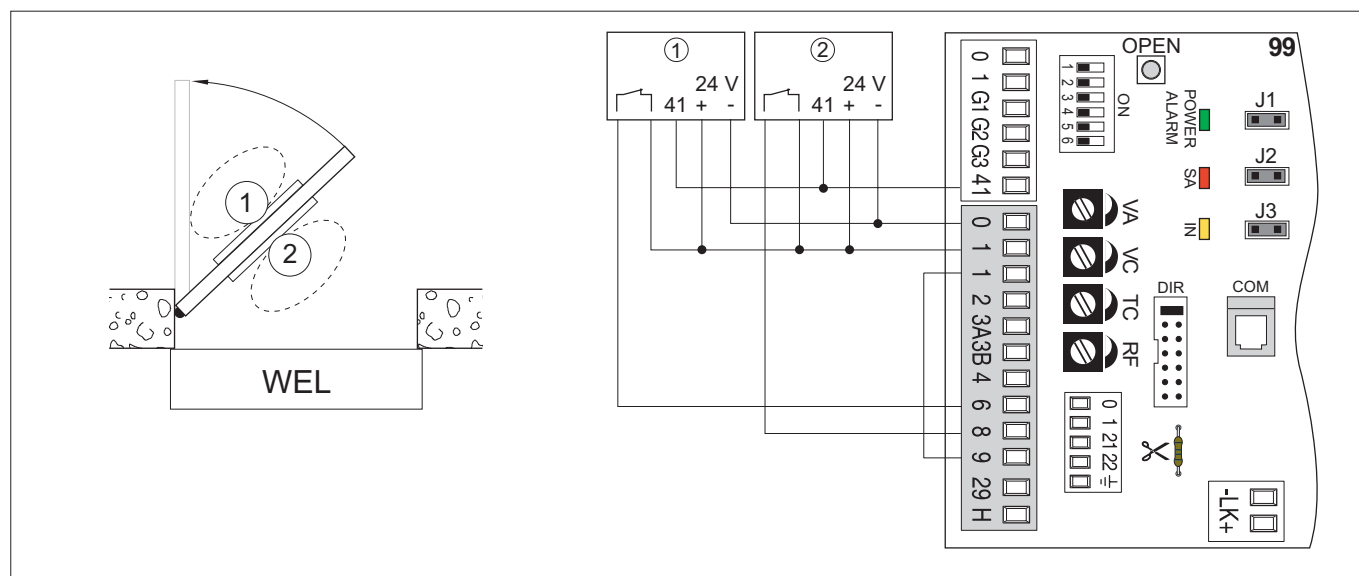 1
2
WEL
1
24 V
41 + -
2
24 V
41 + -
0
1
G1
G2
G3
41
0
1
1
2
3A3B
4
6
8
9
29
H
1
2
3
4
5
6
ON
OPEN
99
POWER
ALARM
SA
IN
J1
J2
J3
VA
VC
TC
RF
DIR
COM
0
1
21
22
-LK+